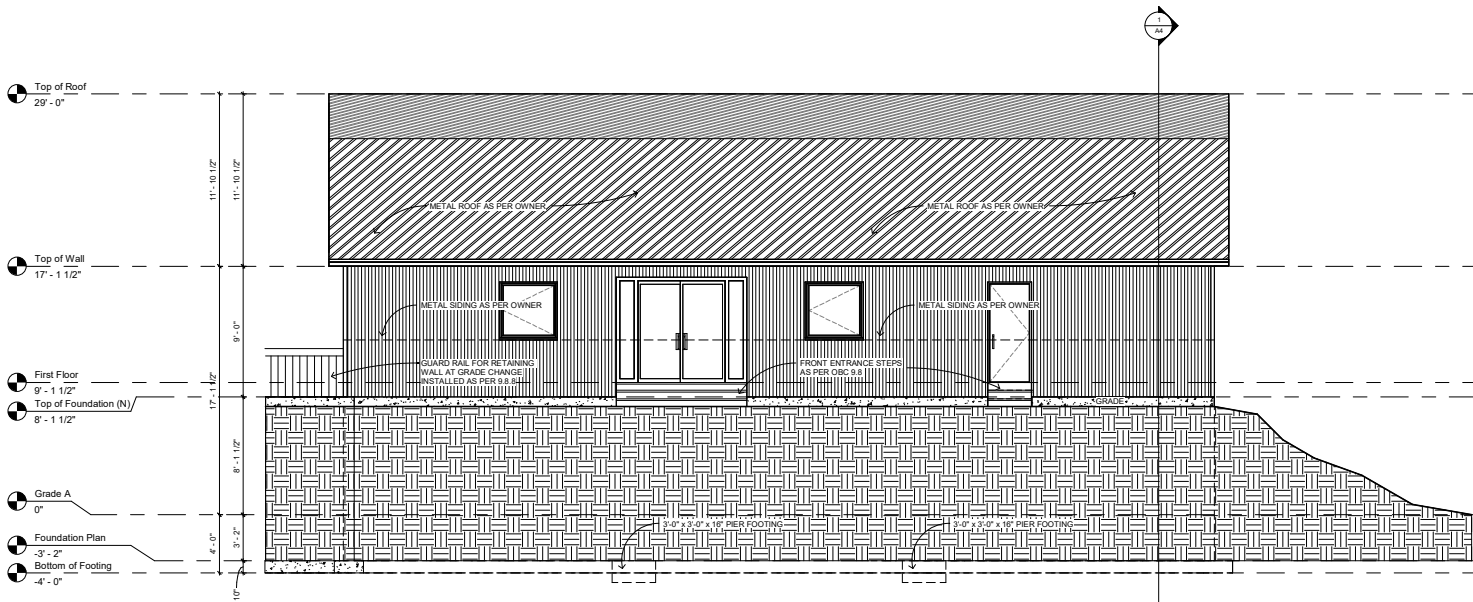 1
A4
Top of Roof
29' - 0"
11' - 10 1/2"
11' - 10 1/2"
METAL ROOF AS PER OWNER
METAL ROOF AS PER OWNER
Top of Wall
17' - 1 1/2"
METAL SIDING AS PER OWNER
METAL SIDING AS PER OWNER
9' - 0"
17' - 1 1/2"
GUARD RAIL FOR RETAINING
WALL AT GRADE CHANGE
INSTALLED AS PER 9.8.8
FRONT ENTRANCE STEPS
AS PER OBC 9.8
First Floor
9' - 1 1/2"
Top of Foundation (N)
8' - 1 1/2"
GRADE
8' - 1 1/2"
Grade A
0"
3'-0" x 3'-0" x 16" PIER FOOTING
3'-0" x 3'-0" x 16" PIER FOOTING
4' - 0"
3' - 2"
Foundation Plan
-3' - 2"
Bottom of Footing
-4' - 0"
10"